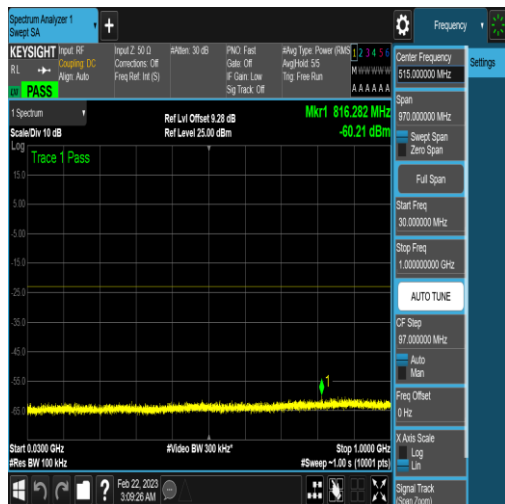 Spectrum Analyzer 1
Swept SA
+
Frequency
KEYSIGHT
RL
Input: RF
Coupling: DC
Align: Auto
Input Z: 50 Ω
Corrections: Off
Freq Ref: Int (S)
#Atten: 30 dB
PNO: Fast
Gate: Off
IF Gain: Low
Sig Track: Off
#Avg Type: Power (RMS
Avg|Hold: 5/5
Trig: Free Run
1 2 3 4 5 6
M W W W W W
A A A A A A
PASS
1 Spectrum
Scale/Div 10 dB
Log
Ref Lvl Offset 9.28 dB
Ref Level 25.00 dBm
Mkr1 816.282 MHz
-60.21 dBm
Trace 1 Pass
15.0
5.00
-5.00
-15.0
-25.0
-35.0
-45.0
-55.0
-65.0
1
Start 0.0300 GHz
#Res BW 100 kHz
#Video BW 300 kHz*
Stop 1.0000 GHz
#Sweep ~1.00 s (10001 pts)
Center Frequency
515.000000 MHz
Settings
Span
970.000000 MHz
Swept Span
Zero Span
Full Span
Start Freq
30.000000 MHz
Stop Freq
1.000000000 GHz
AUTO TUNE
CF Step
97.000000 MHz
Auto
Man
Freq Offset
0 Hz
X Axis Scale
Log
Lin
Signal Track
(Span Zoom)
?
Feb 22, 2023
3:09:26 AM